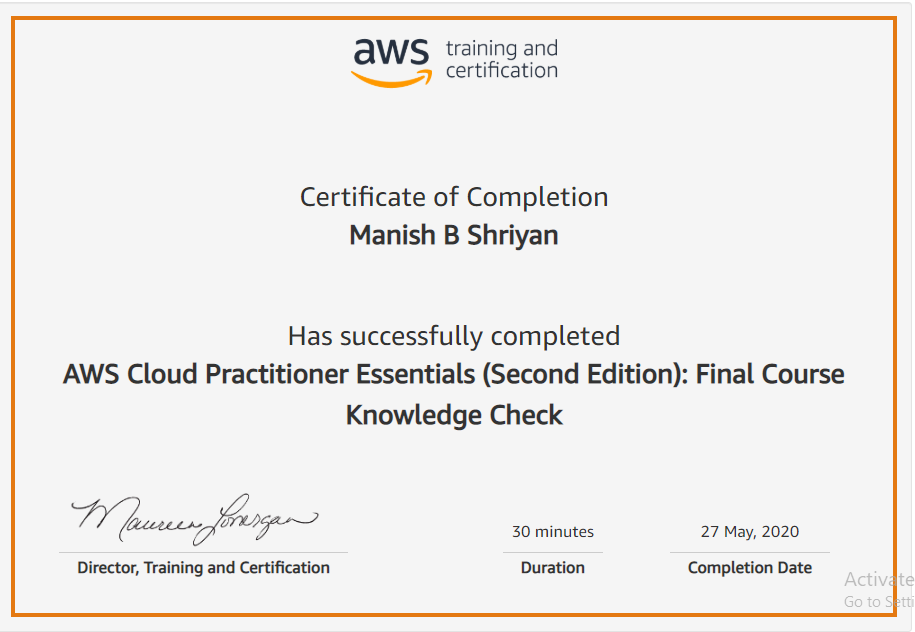 aws training and
certification
Certificate of Completion
Manish B Shriyan
Has successfully completed
AWS Cloud Practitioner Essentials (Second Edition): Final Course
Knowledge Check
Maureen Lonergan
30 minutes
27 May, 2020
Director, Training and Certification
Duration
Completion Date
Activate
Go to Setti